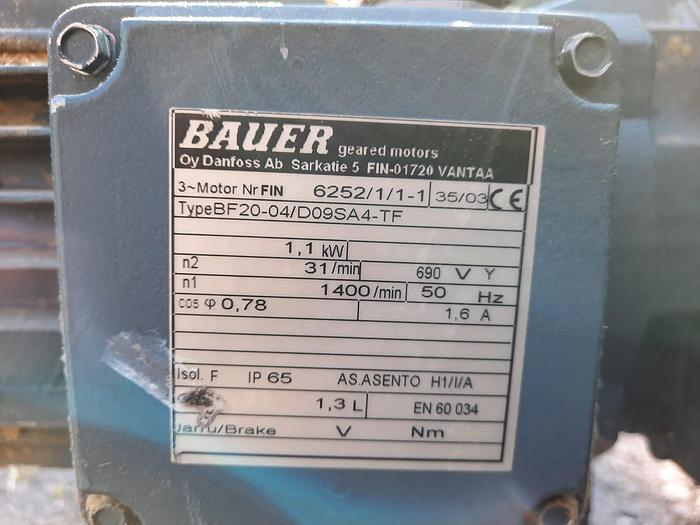 BAUER geared motors
Oy Danfoss Ab Sarkatie 5 FIN-01720 VANTAA
3~Motor Nr FIN 6252/1/1-1 35/03 CE
Type BF20-04/D09SA4-TF
1,1 kW
n2 31/min 690 V Y
n1 1400/min 50 Hz
cos φ 0,78 1,6 A
Isol. F IP 65 AS.ASENTO H1/I/A
1,3 L EN 60 034
Jarru/Brake V Nm